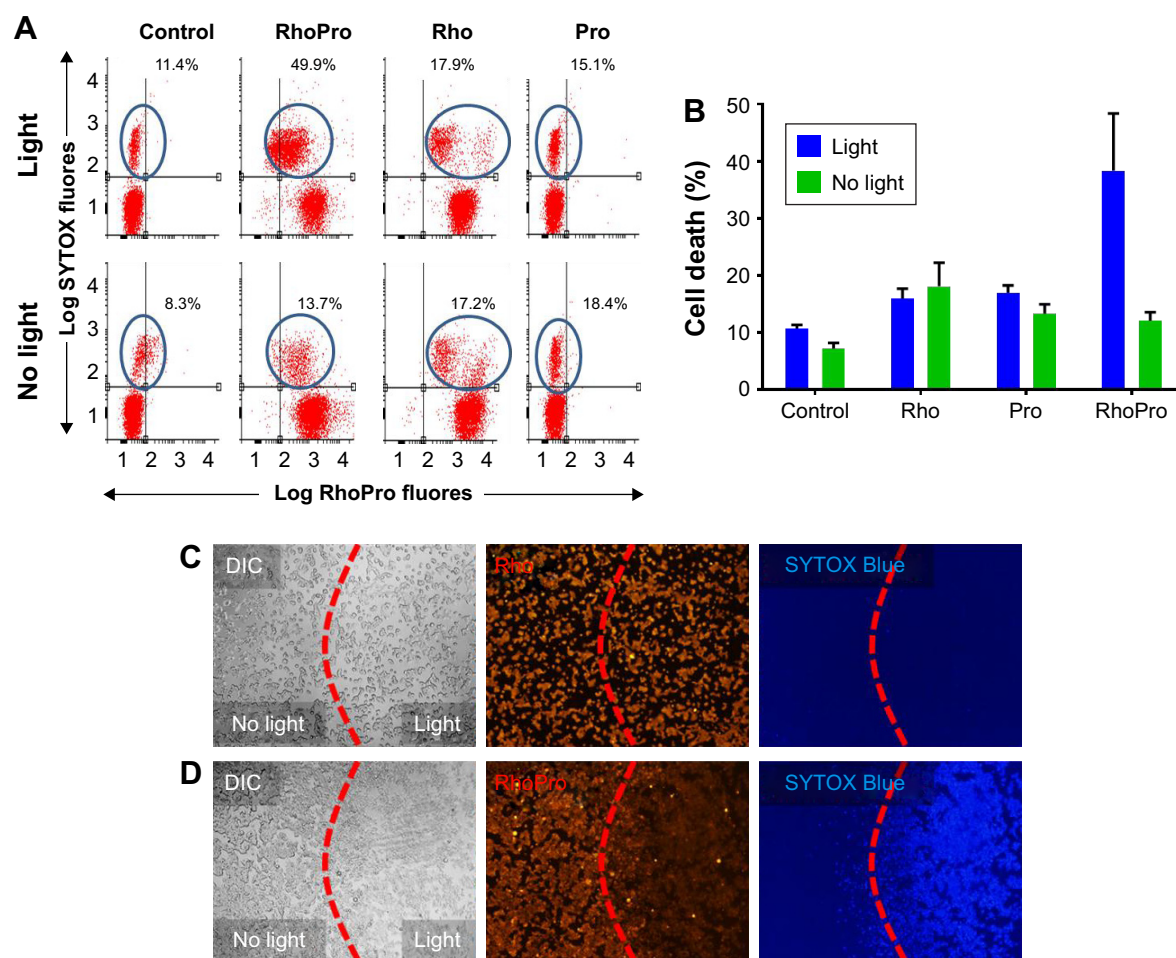 A
Control RhoPro Rho Pro
11.4% 49.9% 17.9% 15.1%
Light
4
3
2
1
Log SYTOX fluores
No light
8.3% 13.7% 17.2% 18.4%
4
3
2
1
1 2 3 4 1 2 3 4 1 2 3 4 1 2 3 4
Log RhoPro fluores
B
Cell death (%)
50
40
30
20
10
0
Light
No light
Control Rho Pro RhoPro
C
DIC
No light Light
Rho
SYTOX Blue
D
DIC
No light Light
RhoPro
SYTOX Blue